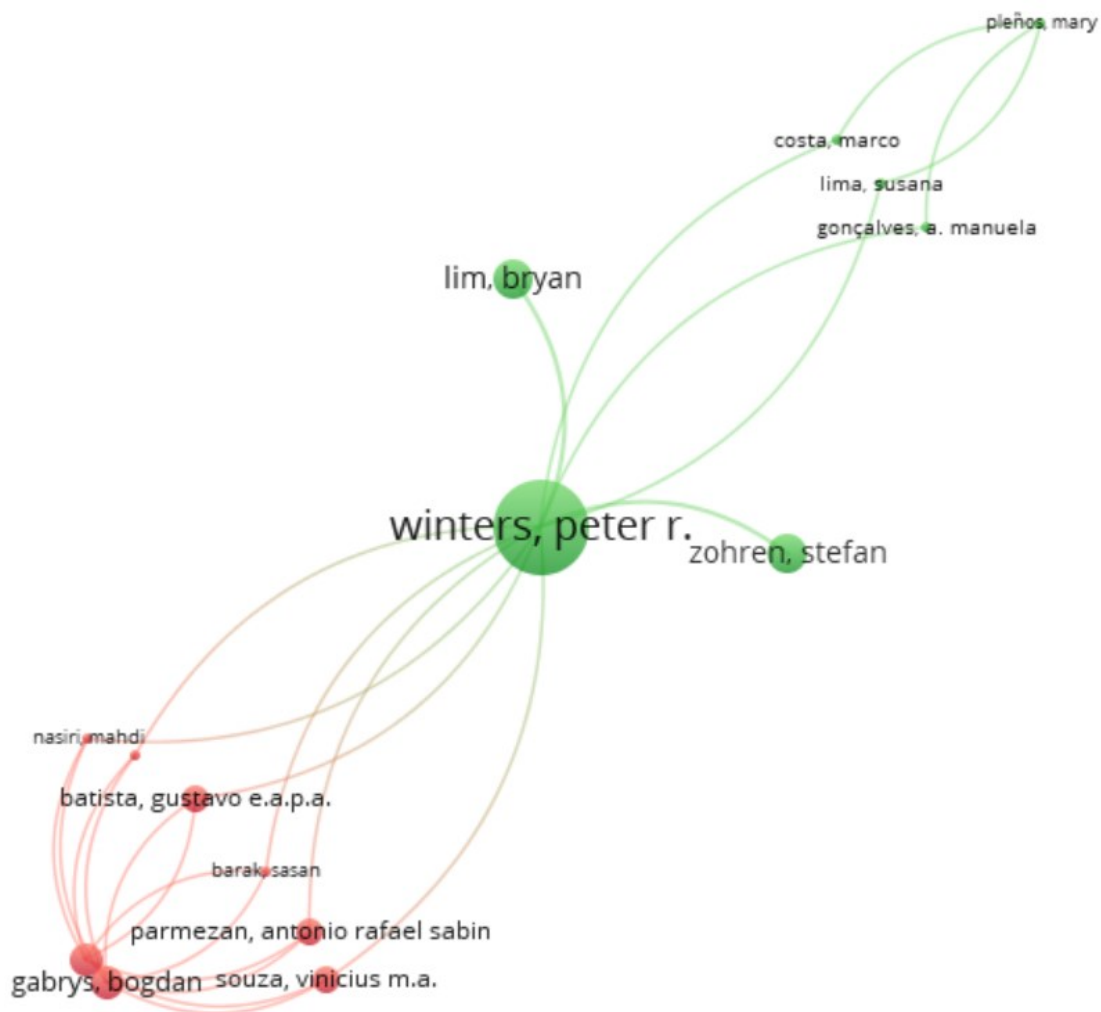 pleños, mary
costa, marco
lima, susana
gonçalves, a. manuela
lim, bryan
winters, peter r.
zohren, stefan
nasiri, mahdi
batista, gustavo e.a.p.a.
barak, sasan
parmezan, antonio rafael sabin
gabrys, bogdan
souza, vinicius m.a.